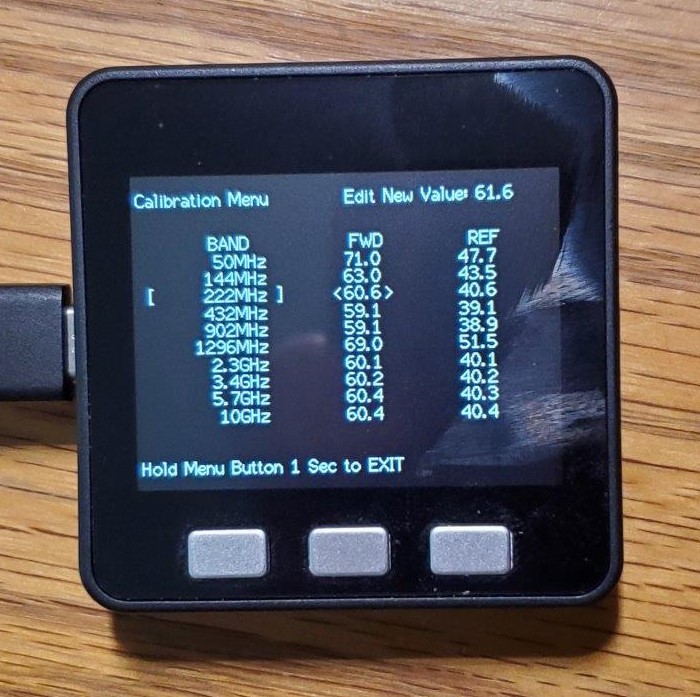 Calibration Menu Edit New Value: 61.6
BAND FWD REF
50MHz 71.0 47.7
144MHz 63.0 43.5
[ 222MHz ] <60.6> 40.6
432MHz 59.1 39.1
902MHz 59.1 38.9
1296MHz 69.0 51.5
2.3GHz 60.1 40.1
3.4GHz 60.2 40.2
5.7GHz 60.4 40.3
10GHz 60.4 40.4
Hold Menu Button 1 Sec to EXIT